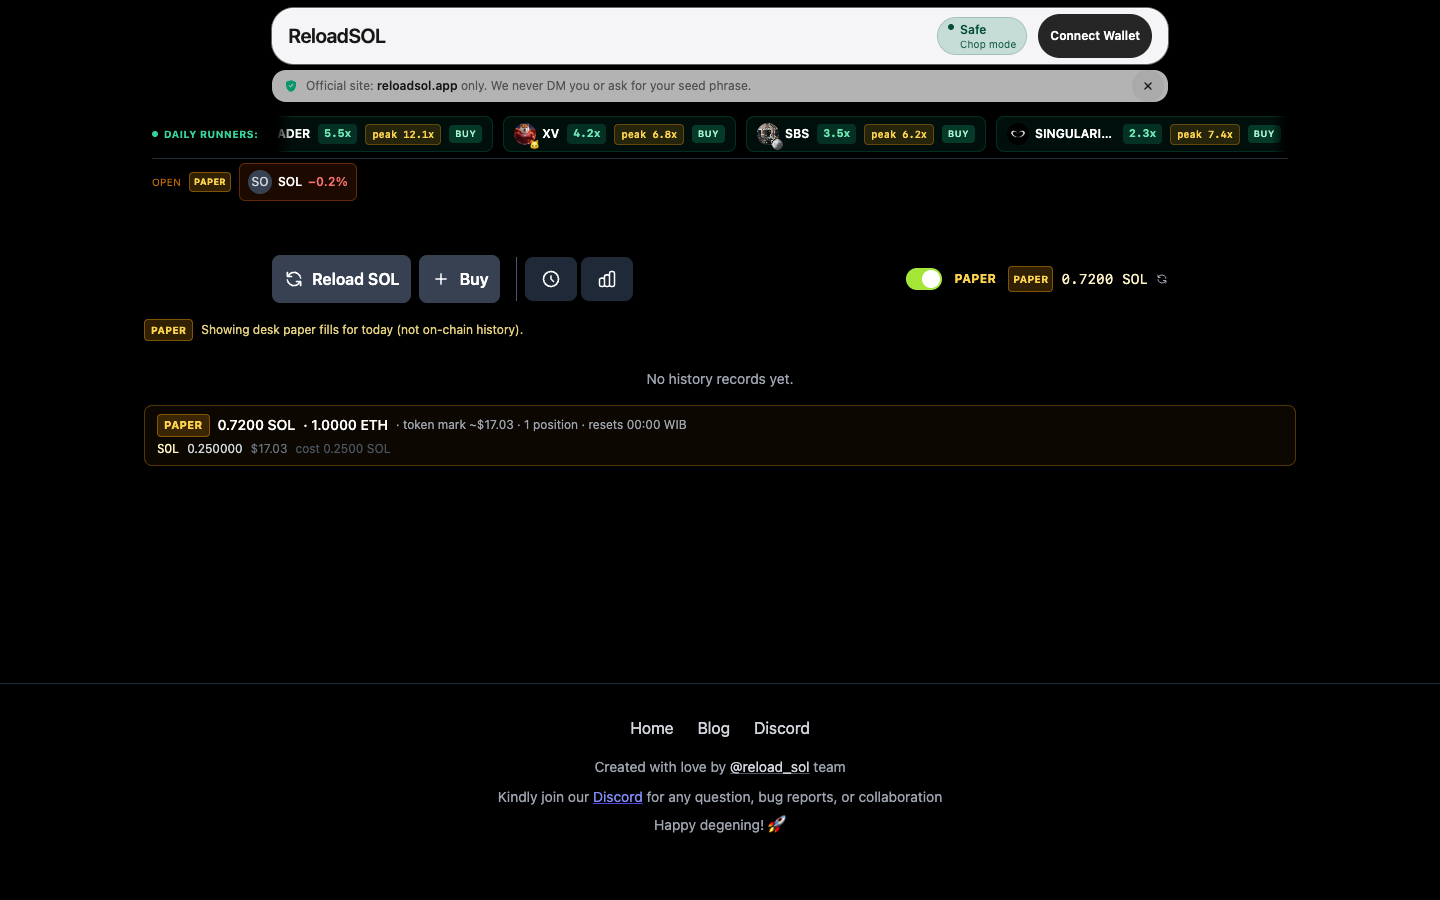 ReloadSOL
Safe
Chop mode
Connect Wallet
Official site: reloadsol.app only. We never DM you or ask for your seed phrase.
DAILY RUNNERS: ADER 5.5x peak 12.1x BUY XV 4.2x peak 6.8x BUY SBS 3.5x peak 6.2x BUY SINGULARI... 2.3x peak 7.4x BUY
OPEN PAPER SO SOL −0.2%
Reload SOL + Buy PAPER PAPER 0.7200 SOL
PAPER Showing desk paper fills for today (not on-chain history).
No history records yet.
PAPER 0.7200 SOL · 1.0000 ETH · token mark ~$17.03 · 1 position · resets 00:00 WIB
SOL 0.250000 $17.03 cost 0.2500 SOL
Home Blog Discord
Created with love by @reload_sol team
Kindly join our Discord for any question, bug reports, or collaboration
Happy degening! 🚀